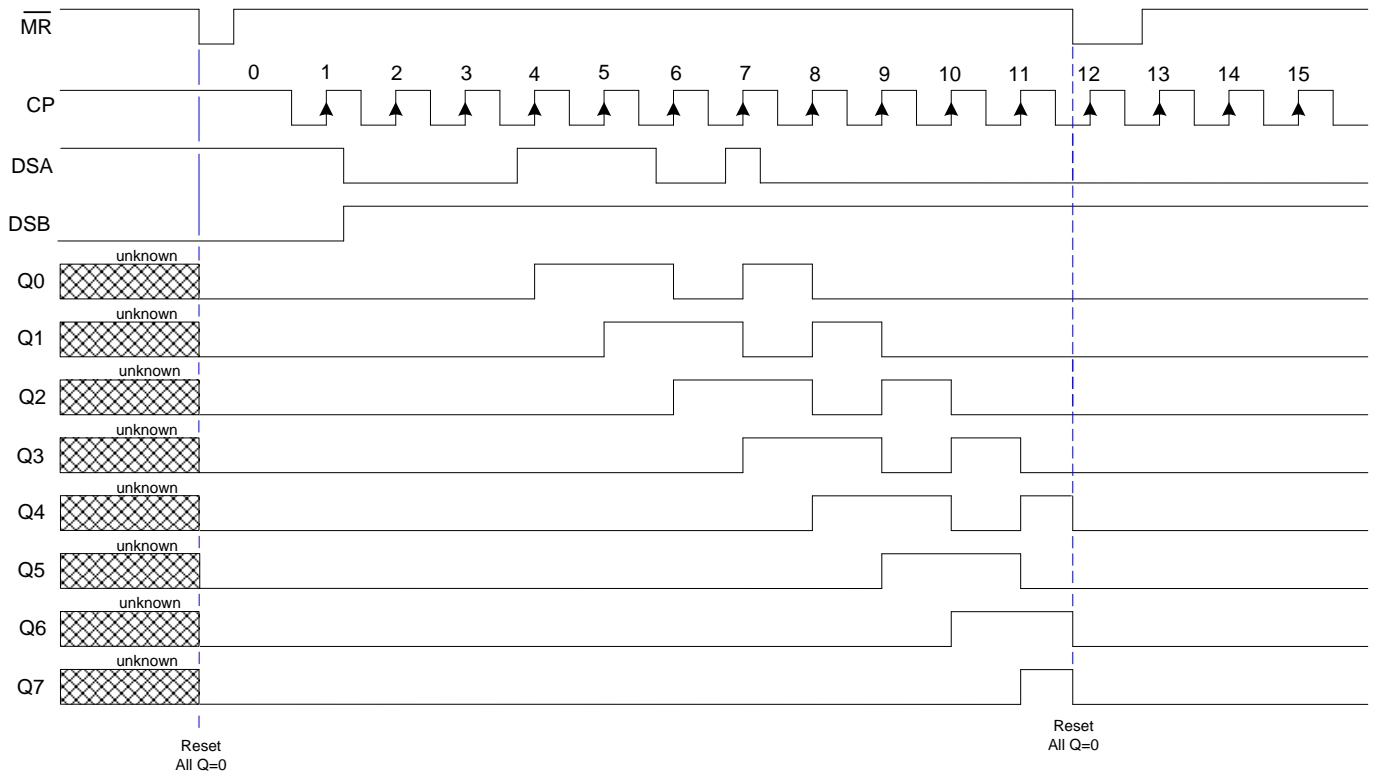 MR
0 1 2 3 4 5 6 7 8 9 10 11 12 13 14 15
CP
DSA
DSB
unknown
Q0
unknown
Q1
unknown
Q2
unknown
Q3
unknown
Q4
unknown
Q5
unknown
Q6
unknown
Q7
Reset
All Q=0
Reset
All Q=0